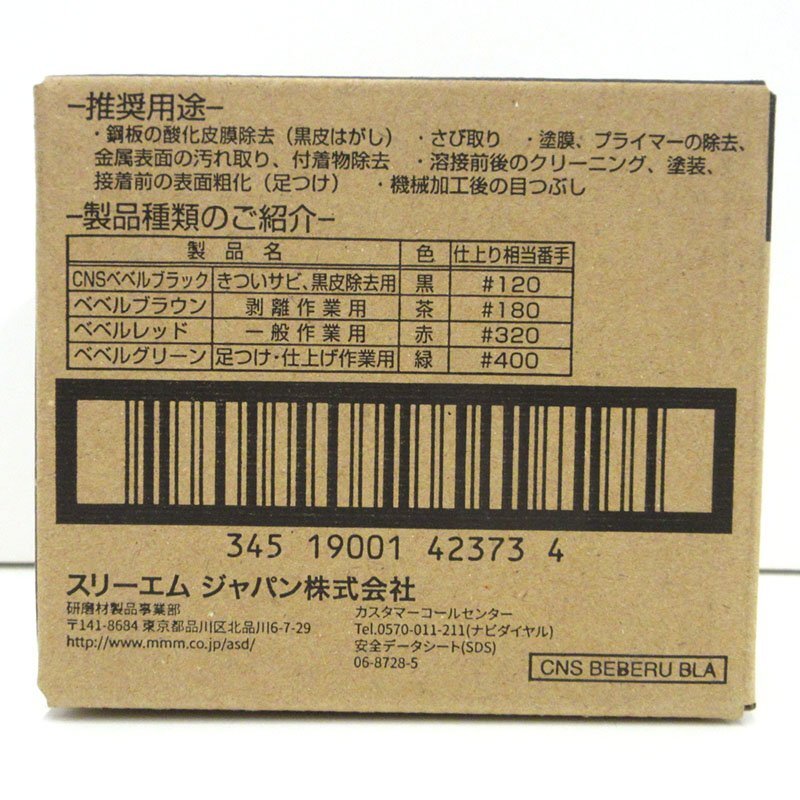 −推奨用途−
・鋼板の酸化皮膜除去（黒皮はがし） ・さび取り ・塗膜、プライマーの除去、
金属表面の汚れ取り、付着物除去 ・溶接前後のクリーニング、塗装、
接着前の表面粗化（足つけ） ・機械加工後の目つぶし
−製品種類のご紹介−
製品名 色 仕上り相当番手
CNSベベルブラック きついサビ、黒皮除去用 黒 #120
ベベルブラウン 剥離作業用 茶 #180
ベベルレッド 一般作業用 赤 #320
ベベルグリーン 足つけ・仕上げ作業用 緑 #400
345 19001 42373 4
スリーエム ジャパン株式会社
研磨材製品事業部
〒141-8684 東京都品川区北品川6-7-29
http://www.mmm.co.jp/asd/
カスタマーコールセンター
Tel.0570-011-211(ナビダイヤル)
安全データシート(SDS)
06-8728-5
CNS BEBERU BLA